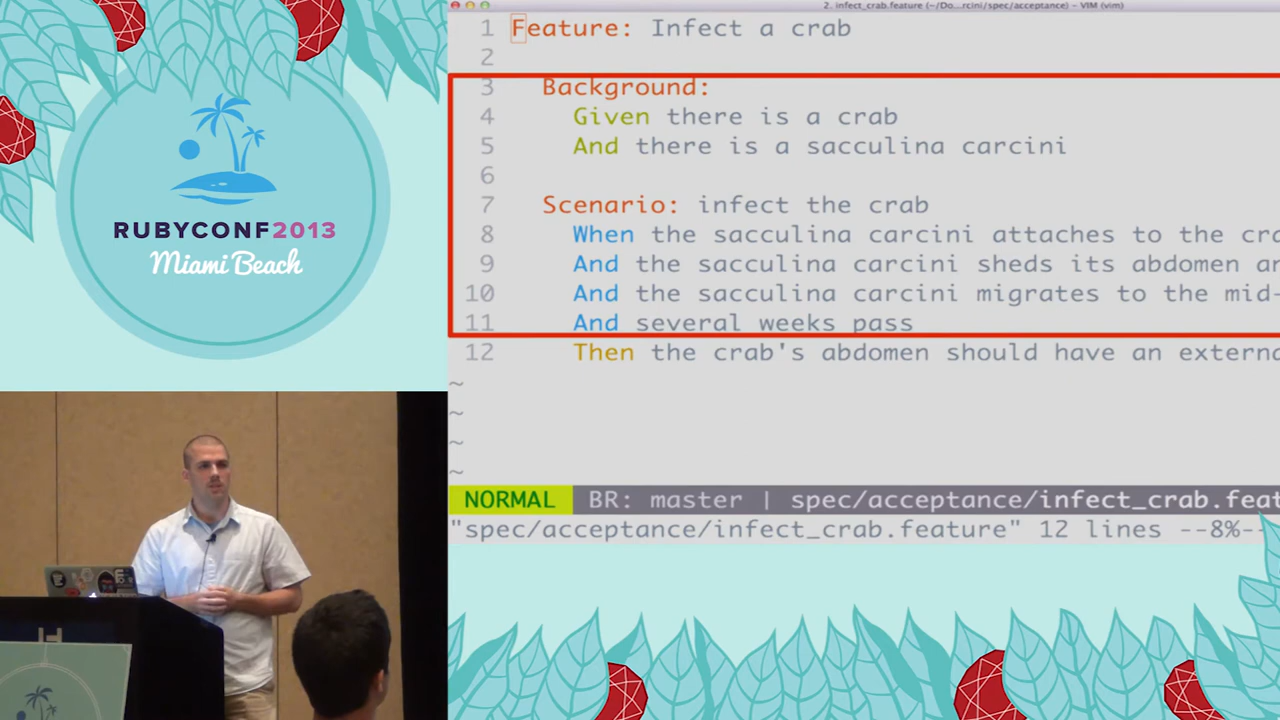 RUBYCONF2013
Miami Beach
2. infect_crab.feature (~/Do...rcini/spec/acceptance) – VIM (vim)
1 Feature: Infect a crab
2
3 Background:
4 Given there is a crab
5 And there is a sacculina carcini
6
7 Scenario: infect the crab
8 When the sacculina carcini attaches to the cra
9 And the sacculina carcini sheds its abdomen an
10 And the sacculina carcini migrates to the mid-
11 And several weeks pass
12 Then the crab's abdomen should have an externa
~
~
~
~
NORMAL BR: master | spec/acceptance/infect_crab.feat
"spec/acceptance/infect_crab.feature" 12 lines --8%--